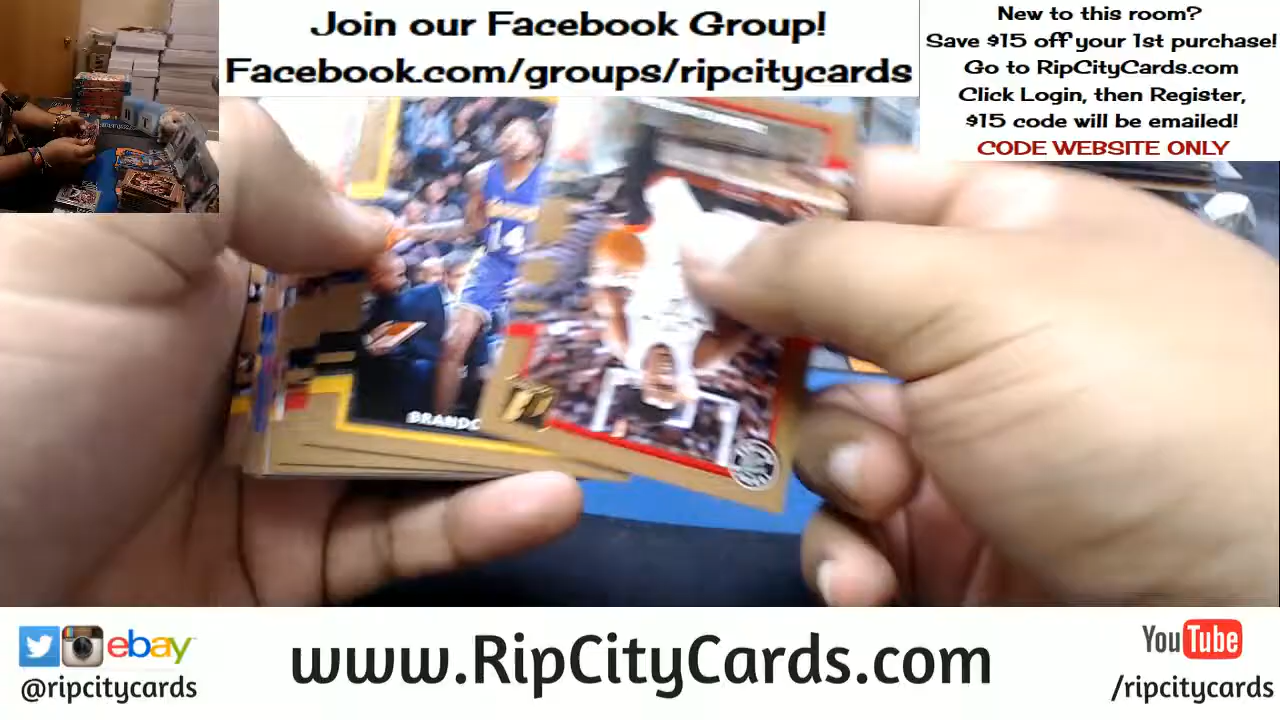 Join our Facebook Group!
Facebook.com/groups/ripcitycards
New to this room?
Save $15 off your 1st purchase!
Go to RipCityCards.com
Click Login, then Register,
$15 code will be emailed!
CODE WEBSITE ONLY
14
BRANDO
ebay
@ripcitycards
www.RipCityCards.com
YouTube
/ripcitycards